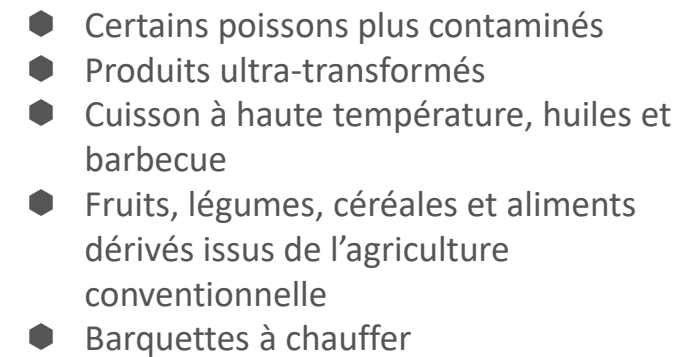 ⬢ Certains poissons plus contaminés
⬢ Produits ultra-transformés
⬢ Cuisson à haute température, huiles et
barbecue
⬢ Fruits, légumes, céréales et aliments
dérivés issus de l’agriculture
conventionnelle
⬢ Barquettes à chauffer